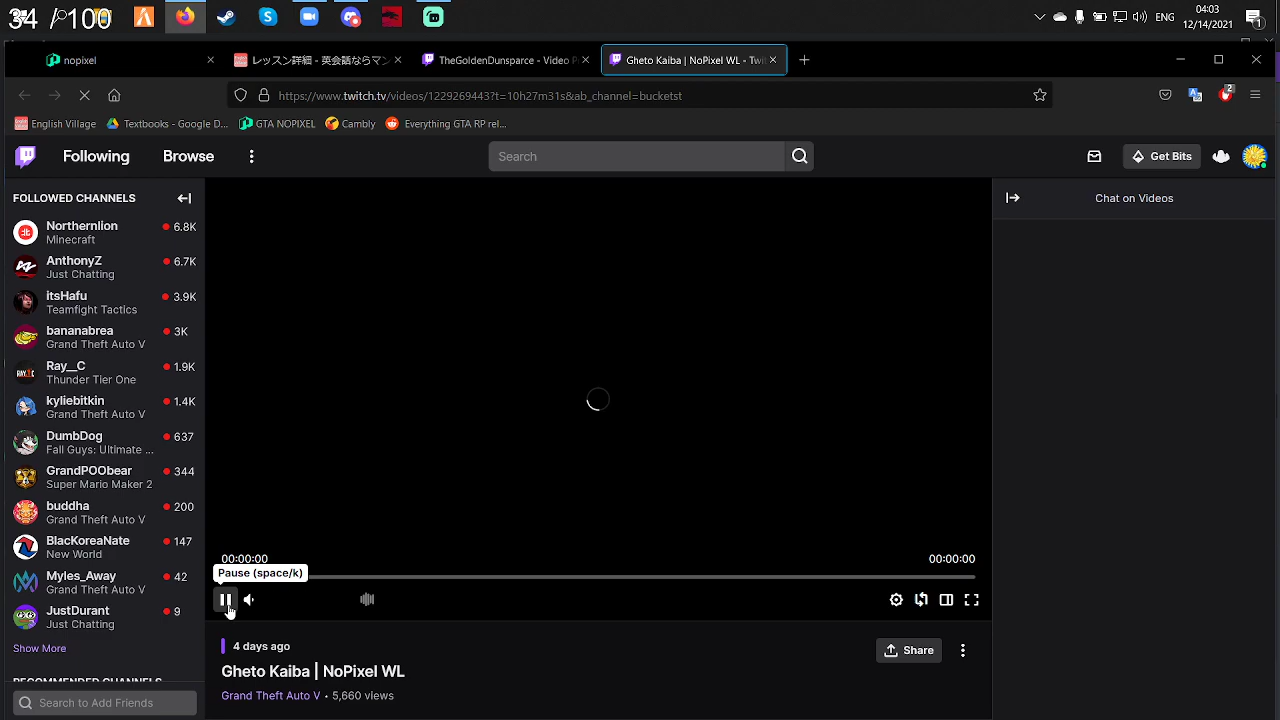 34 100
ENG
04:03
12/14/2021
1
nopixel
レッスン詳細 - 英会話ならマン
TheGoldenDunsparce - Video P
Gheto Kaiba | NoPixel WL - Twi
https://www.twitch.tv/videos/1229269443?t=10h27m31s&ab_channel=bucketst
2
English Village
Textbooks - Google D...
GTA NOPIXEL
Cambly
Everything GTA RP rel...
Following
Browse
Search
Get Bits
FOLLOWED CHANNELS
Northernlion
6.8K
Minecraft
AnthonyZ
6.7K
Just Chatting
itsHafu
3.9K
Teamfight Tactics
bananabrea
3K
Grand Theft Auto V
Ray__C
1.9K
Thunder Tier One
kyliebitkin
1.4K
Grand Theft Auto V
DumbDog
637
Fall Guys: Ultimate ...
GrandPOObear
344
Super Mario Maker 2
buddha
200
Grand Theft Auto V
BlacKoreaNate
147
New World
Myles_Away
42
Grand Theft Auto V
JustDurant
9
Just Chatting
Show More
RECOMMENDED CHANNELS
Search to Add Friends
Chat on Videos
00:00:00
00:00:00
Pause (space/k)
4 days ago
Share
Gheto Kaiba | NoPixel WL
Grand Theft Auto V • 5,660 views